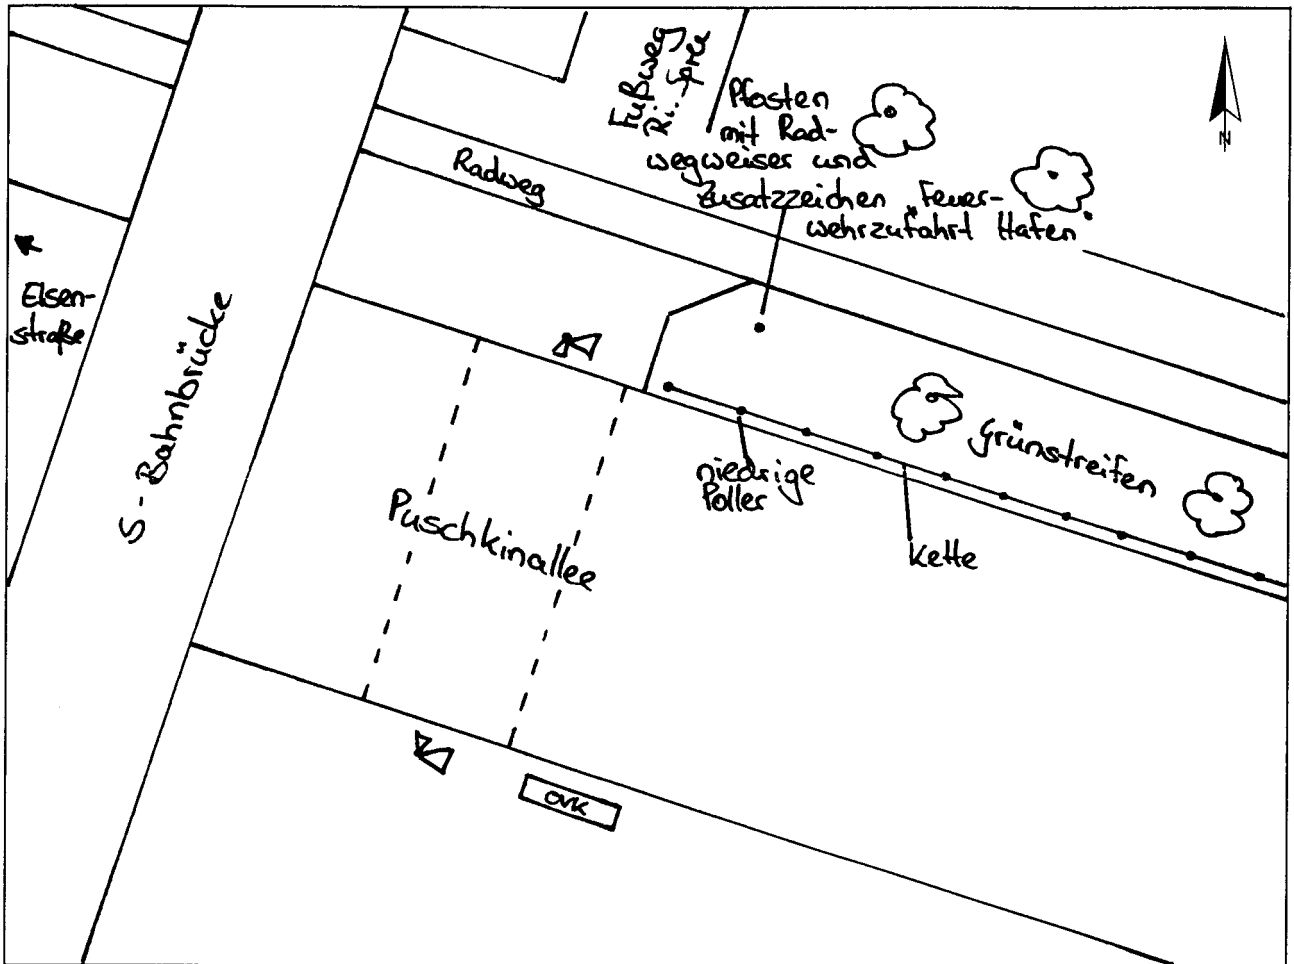 Fußweg
Ri. Spree
Pfosten
mit Rad-
wegweiser und
Zusatzzeichen "Feuer-
wehrzufahrt Hafen"
Radweg
N
Elsen-
straße
S-Bahnbrücke
Grünstreifen
niedrige
Poller
Kette
Puschkinallee
OVK